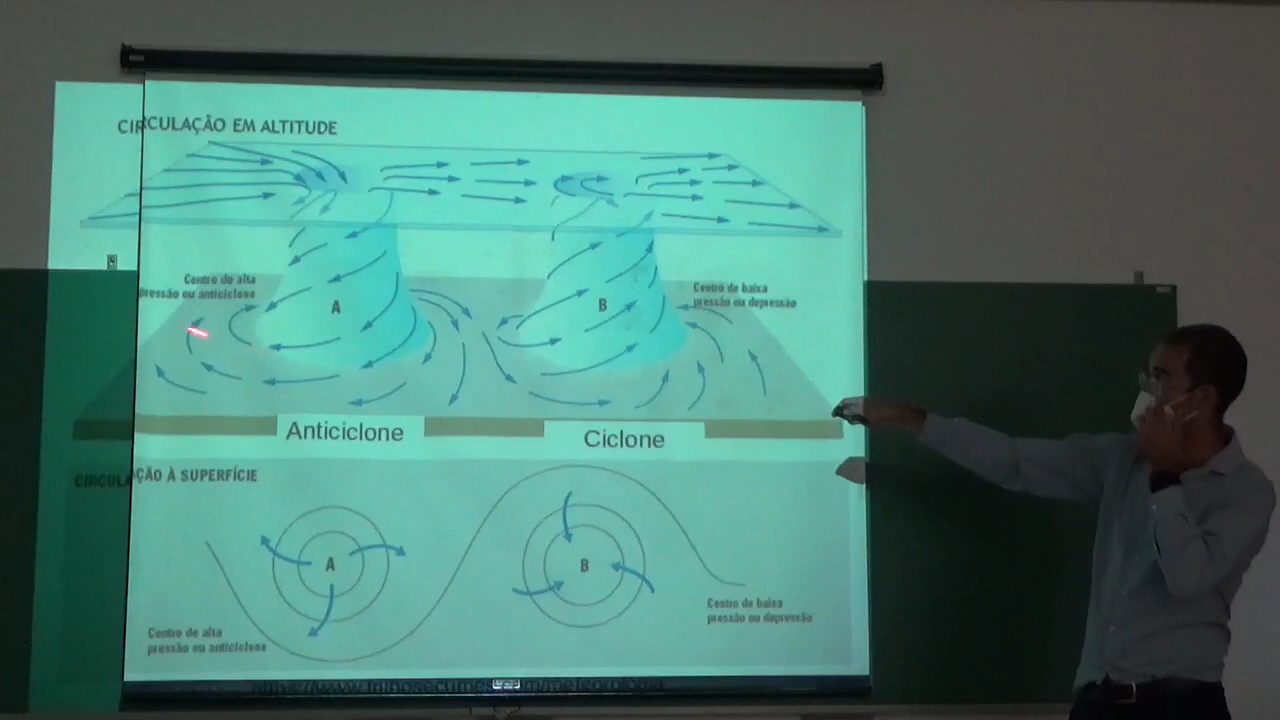 CIRCULAÇÃO EM ALTITUDE
Centro de alta
pressão ou anticiclone
A
B
Centro de baixa
pressão ou depressão
Anticiclone
Ciclone
CIRCULAÇÃO À SUPERFÍCIE
A
B
Centro de alta
pressão ou anticiclone
Centro de baixa
pressão ou depressão